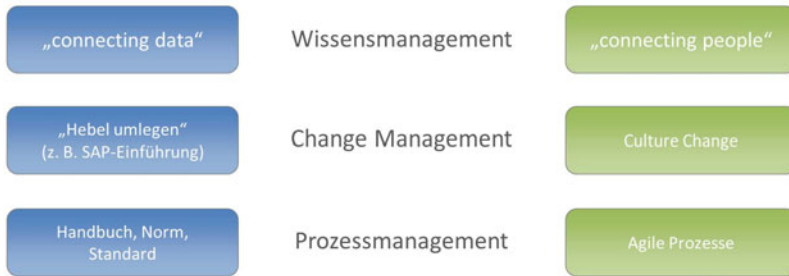 „connecting data“
Wissensmanagement
„connecting people“
„Hebel umlegen“
(z. B. SAP-Einführung)
Change Management
Culture Change
Handbuch, Norm,
Standard
Prozessmanagement
Agile Prozesse